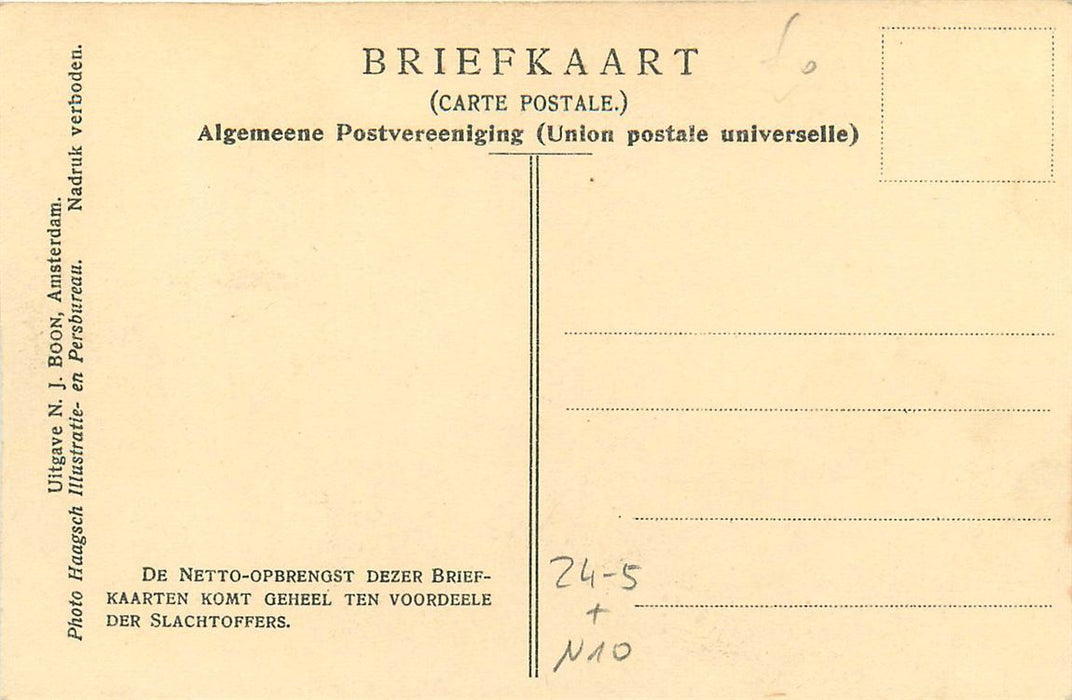 BRIEFKAART
(CARTE POSTALE.)
Algemeene Postvereeniging (Union postale universelle)
Uitgave N. J. BOON, Amsterdam.
Photo Haagsch Illustratie- en Persbureau. Nadruk verboden.
DE NETTO-OPBRENGST DEZER BRIEF-
KAARTEN KOMT GEHEEL TEN VOORDEELE
DER SLACHTOFFERS.
24-5
+
N10